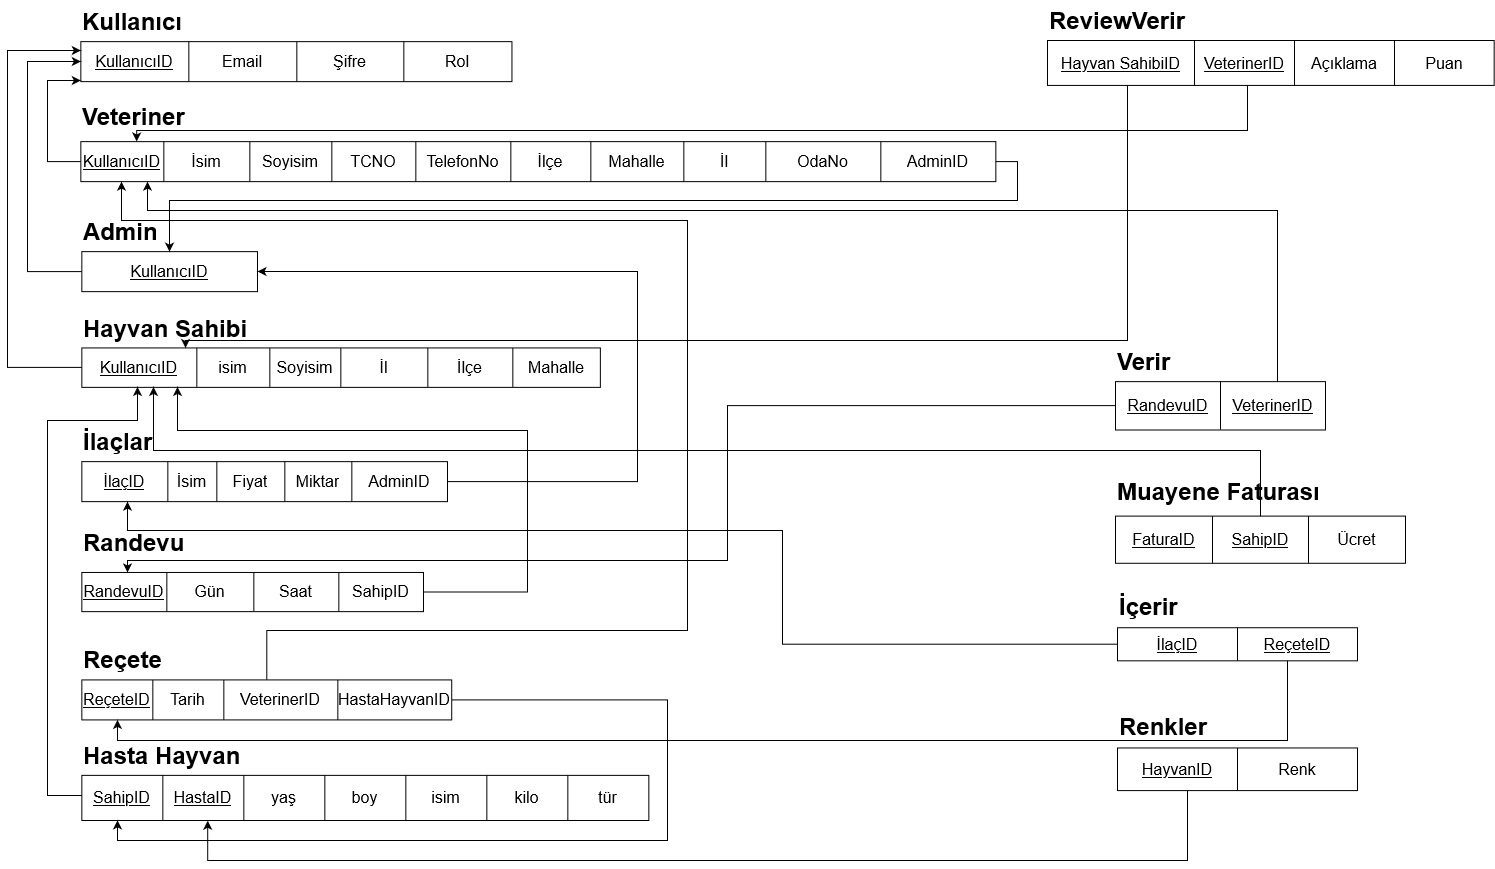 Kullanıcı
KullanıcıID Email Şifre Rol
Veteriner
KullanıcıID İsim Soyisim TCNO TelefonNo İlçe Mahalle İl OdaNo AdminID
Admin
KullanıcıID
Hayvan Sahibi
KullanıcıID isim Soyisim İl İlçe Mahalle
İlaçlar
İlaçID İsim Fiyat Miktar AdminID
Randevu
RandevuID Gün Saat SahipID
Reçete
ReçeteID Tarih VeterinerID HastaHayvanID
Hasta Hayvan
SahipID HastaID yaş boy isim kilo tür
ReviewVerir
Hayvan SahibiID VeterinerID Açıklama Puan
Verir
RandevuID VeterinerID
Muayene Faturası
FaturaID SahipID Ücret
İçerir
İlaçID ReçeteID
Renkler
HayvanID Renk